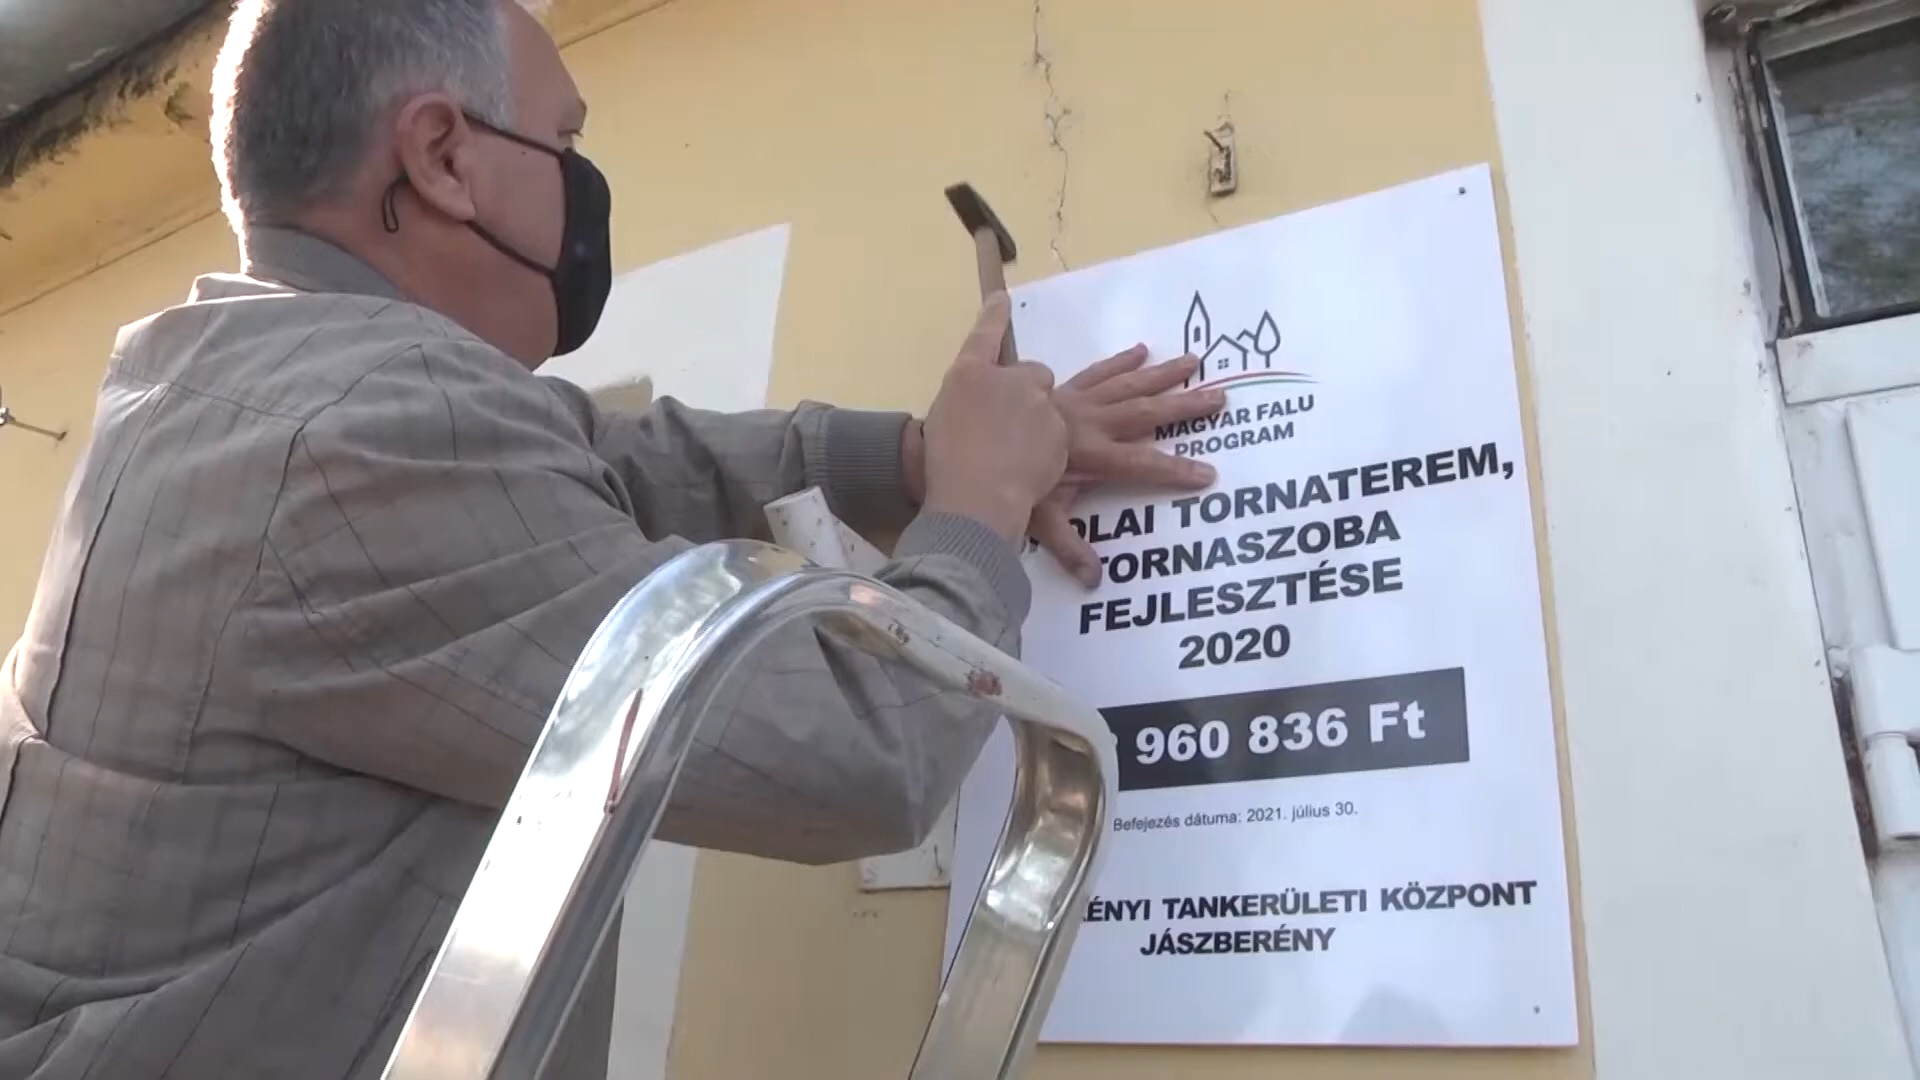 MAGYAR FALU
PROGRAM
TORNATEREM,
TORNASZOBA
FEJLESZTÉSE
2020
960 836 Ft
Befejezés dátuma: 2021. július 30.
TANKERÜLETI KÖZPONT
JÁSZBERÉNY